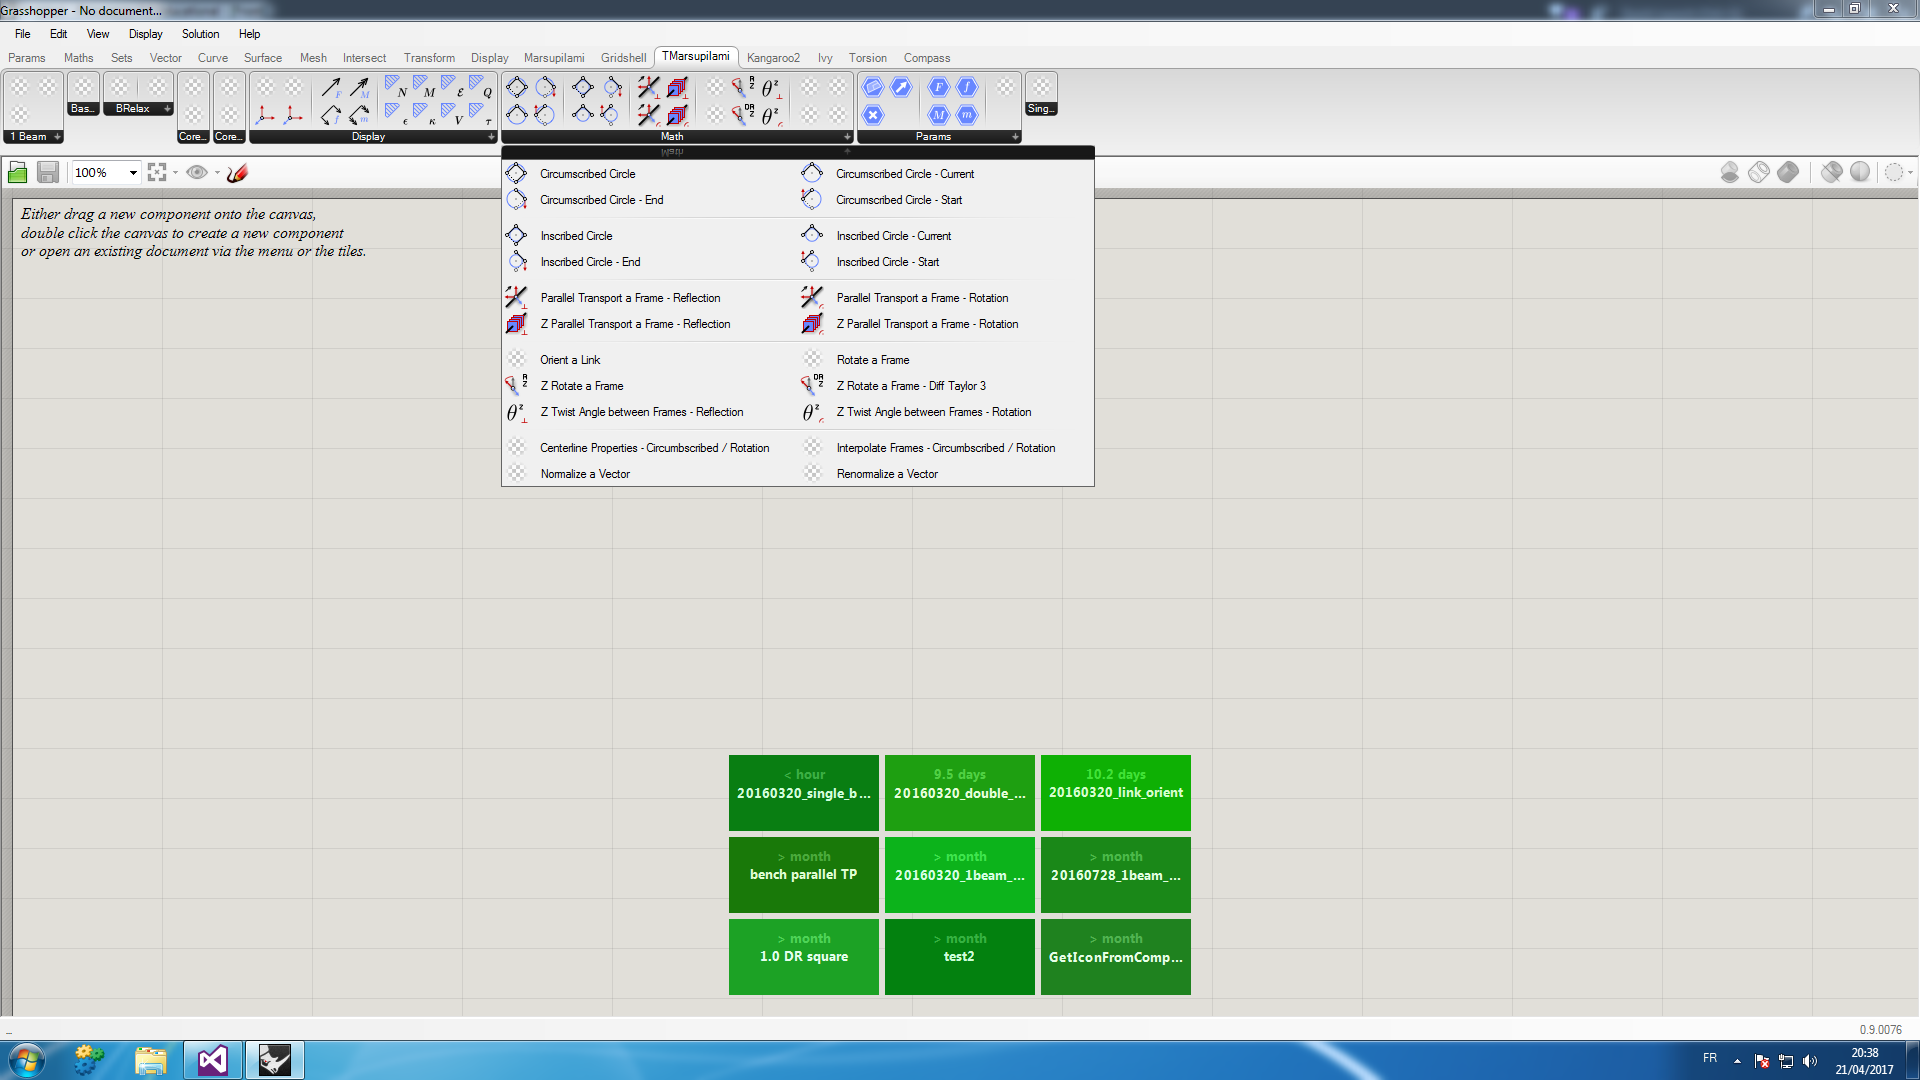 Grasshopper - No document...
File Edit View Display Solution Help
Params Maths Sets Vector Curve Surface Mesh Intersect Transform Display Marsupilami Gridshell TMarsupilami Kangaroo2 Ivy Torsion Compass
1 Beam Bas... BRelax Core... Core... Display Math Params Sing...
100%
Either drag a new component onto the canvas,
double click the canvas to create a new component
or open an existing document via the menu or the tiles.
Math
Circumscribed Circle Circumscribed Circle - Current
Circumscribed Circle - End Circumscribed Circle - Start
Inscribed Circle Inscribed Circle - Current
Inscribed Circle - End Inscribed Circle - Start
Parallel Transport a Frame - Reflection Parallel Transport a Frame - Rotation
Z Parallel Transport a Frame - Reflection Z Parallel Transport a Frame - Rotation
Orient a Link Rotate a Frame
Z Rotate a Frame Z Rotate a Frame - Diff Taylor 3
Z Twist Angle between Frames - Reflection Z Twist Angle between Frames - Rotation
Centerline Properties - Circumbscribed / Rotation Interpolate Frames - Circumbscribed / Rotation
Normalize a Vector Renormalize a Vector
< hour 9.5 days 10.2 days
20160320_single_b... 20160320_double_... 20160320_link_orient
> month > month > month
bench parallel TP 20160320_1beam_... 20160728_1beam_...
> month > month > month
1.0 DR square test2 GetIconFromComp...
0.9.0076
FR 20:38
21/04/2017